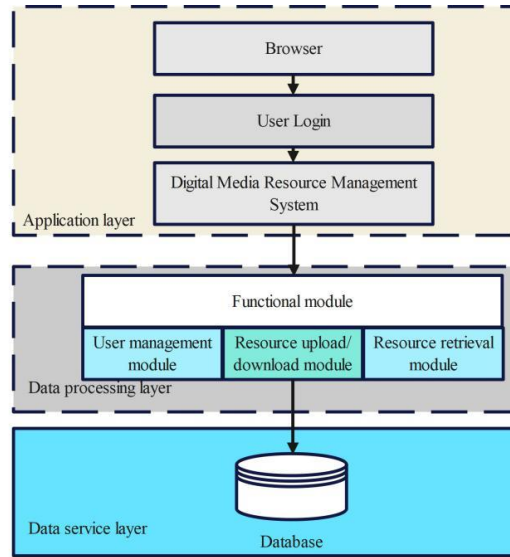 Browser
User Login
Digital Media Resource Management
System
Application layer
Functional module
User management
module
Resource upload/
download module
Resource retrieval
module
Data processing layer
Data service layer
Database